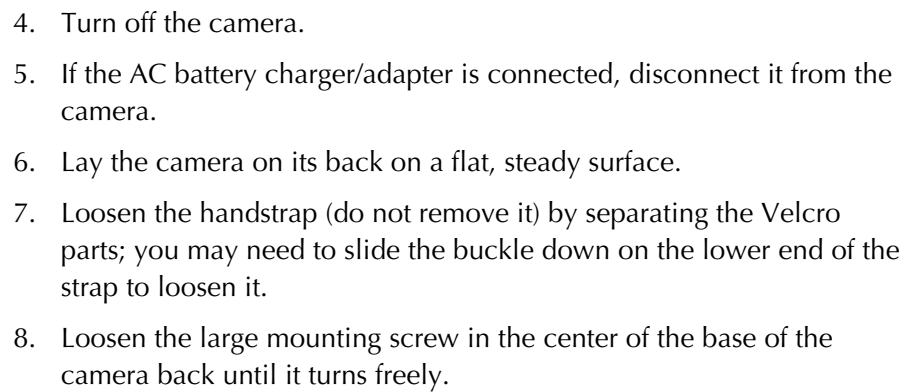 4. Turn off the camera.
5. If the AC battery charger/adapter is connected, disconnect it from the
camera.
6. Lay the camera on its back on a flat, steady surface.
7. Loosen the handstrap (do not remove it) by separating the Velcro
parts; you may need to slide the buckle down on the lower end of the
strap to loosen it.
8. Loosen the large mounting screw in the center of the base of the
camera back until it turns freely.